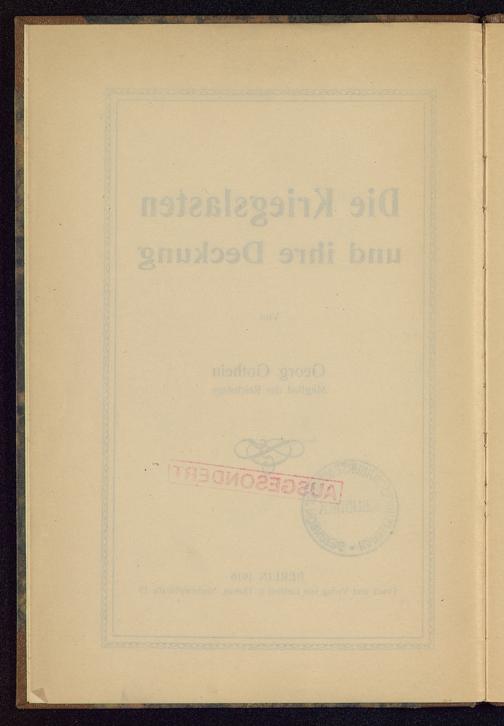 Die Kriegslasten
und ihre Deckung
Von
Georg Gothein
Mitglied des Reichstags
AUSGESONDERT
BERLIN 1916